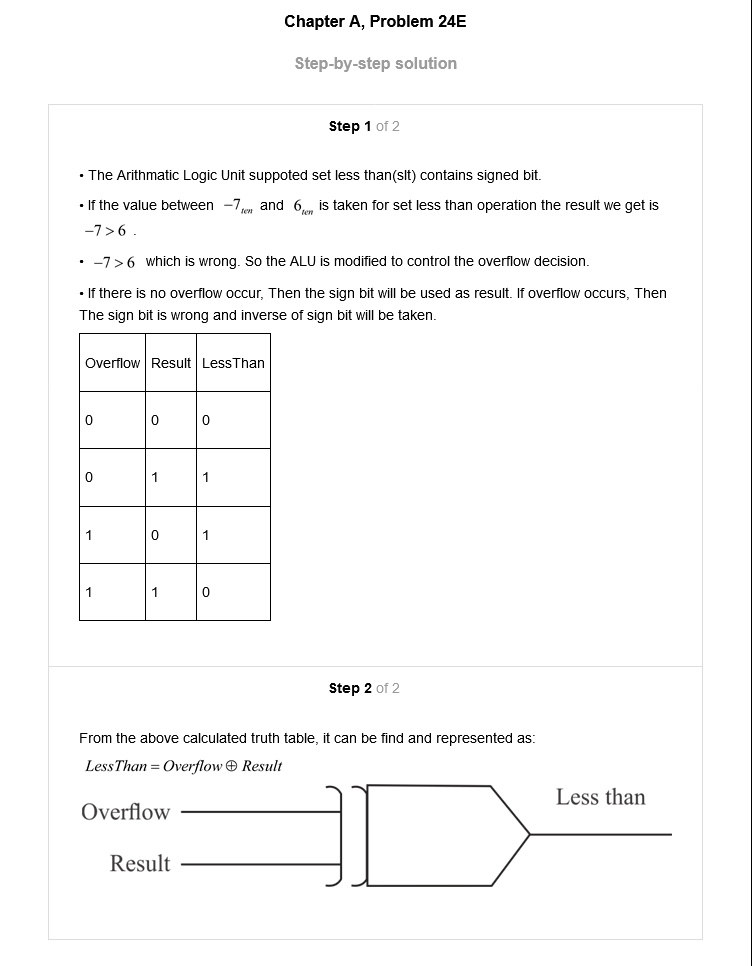 Chapter A, Problem 24E
Step-by-step solution
Step 1 of 2
• The Arithmatic Logic Unit suppoted set less than(slt) contains signed bit.
• If the value between −7ten and 6ten is taken for set less than operation the result we get is
−7 > 6 .
• −7 > 6 which is wrong. So the ALU is modified to control the overflow decision.
• If there is no overflow occur, Then the sign bit will be used as result. If overflow occurs, Then
The sign bit is wrong and inverse of sign bit will be taken.
Overflow Result LessThan
0 0 0
0 1 1
1 0 1
1 1 0
Step 2 of 2
From the above calculated truth table, it can be find and represented as:
LessThan = Overflow ⊕ Result
Less than
Overflow
Result